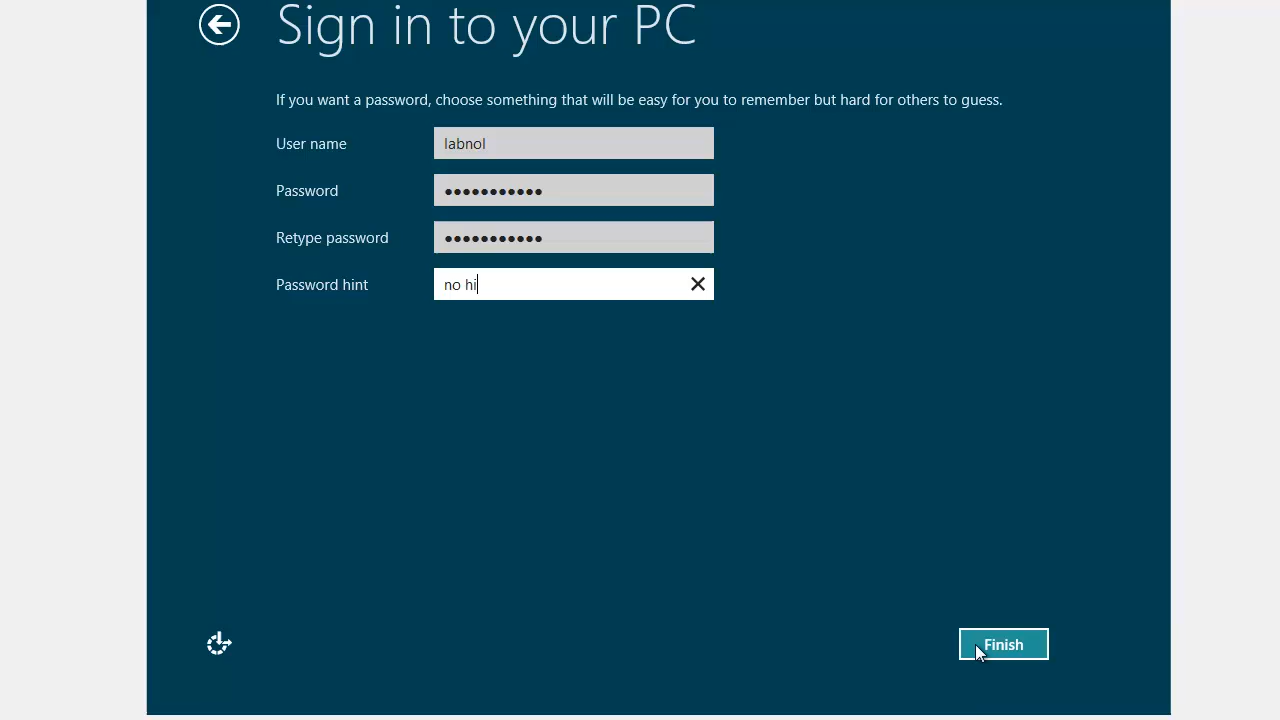 Sign in to your PC
If you want a password, choose something that will be easy for you to remember but hard for others to guess.
User name labnol
Password •••••••••••
Retype password •••••••••••
Password hint no hi
Finish